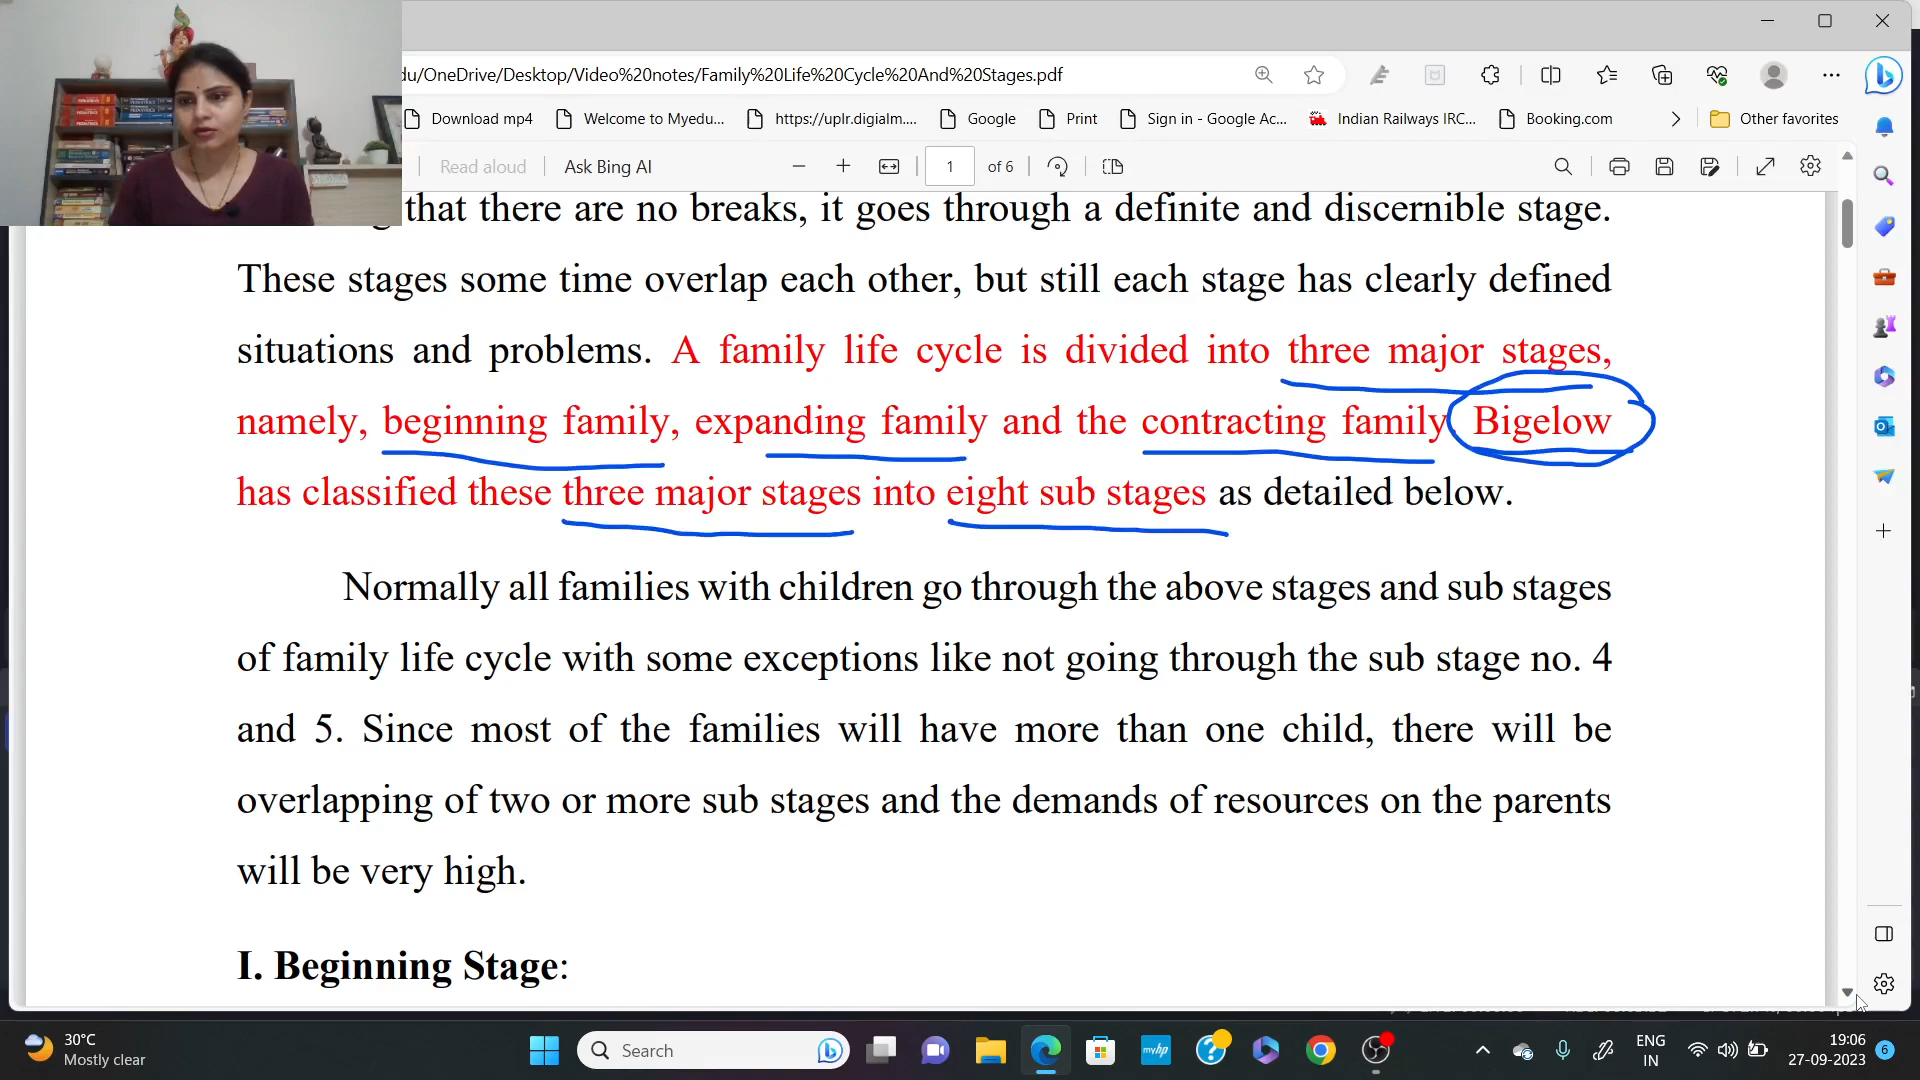 du/OneDrive/Desktop/Video%20notes/Family%20Life%20Cycle%20And%20Stages.pdf
Download mp4
Welcome to Myedu...
https://uplr.digialm....
Google
Print
Sign in - Google Ac...
Indian Railways IRC...
Booking.com
Other favorites
Read aloud
Ask Bing AI
1 of 6
that there are no breaks, it goes through a definite and discernible stage.
These stages some time overlap each other, but still each stage has clearly defined
situations and problems. A family life cycle is divided into three major stages,
namely, beginning family, expanding family and the contracting family Bigelow
has classified these three major stages into eight sub stages as detailed below.
Normally all families with children go through the above stages and sub stages
of family life cycle with some exceptions like not going through the sub stage no. 4
and 5. Since most of the families will have more than one child, there will be
overlapping of two or more sub stages and the demands of resources on the parents
will be very high.
I. Beginning Stage:
30°C
Mostly clear
Search
myhp
ENG
IN
19:06
27-09-2023
6